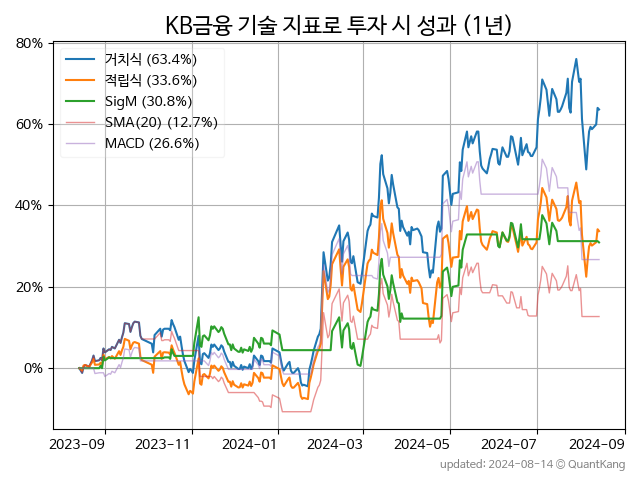 KB금융 기술 지표로 투자 시 성과 (1년)
80%
60%
40%
20%
0%
거치식 (63.4%)
적립식 (33.6%)
SigM (30.8%)
SMA(20) (12.7%)
MACD (26.6%)
2023-09
2023-11
2024-01
2024-03
2024-05
2024-07
2024-09
updated: 2024-08-14 @ QuantKang